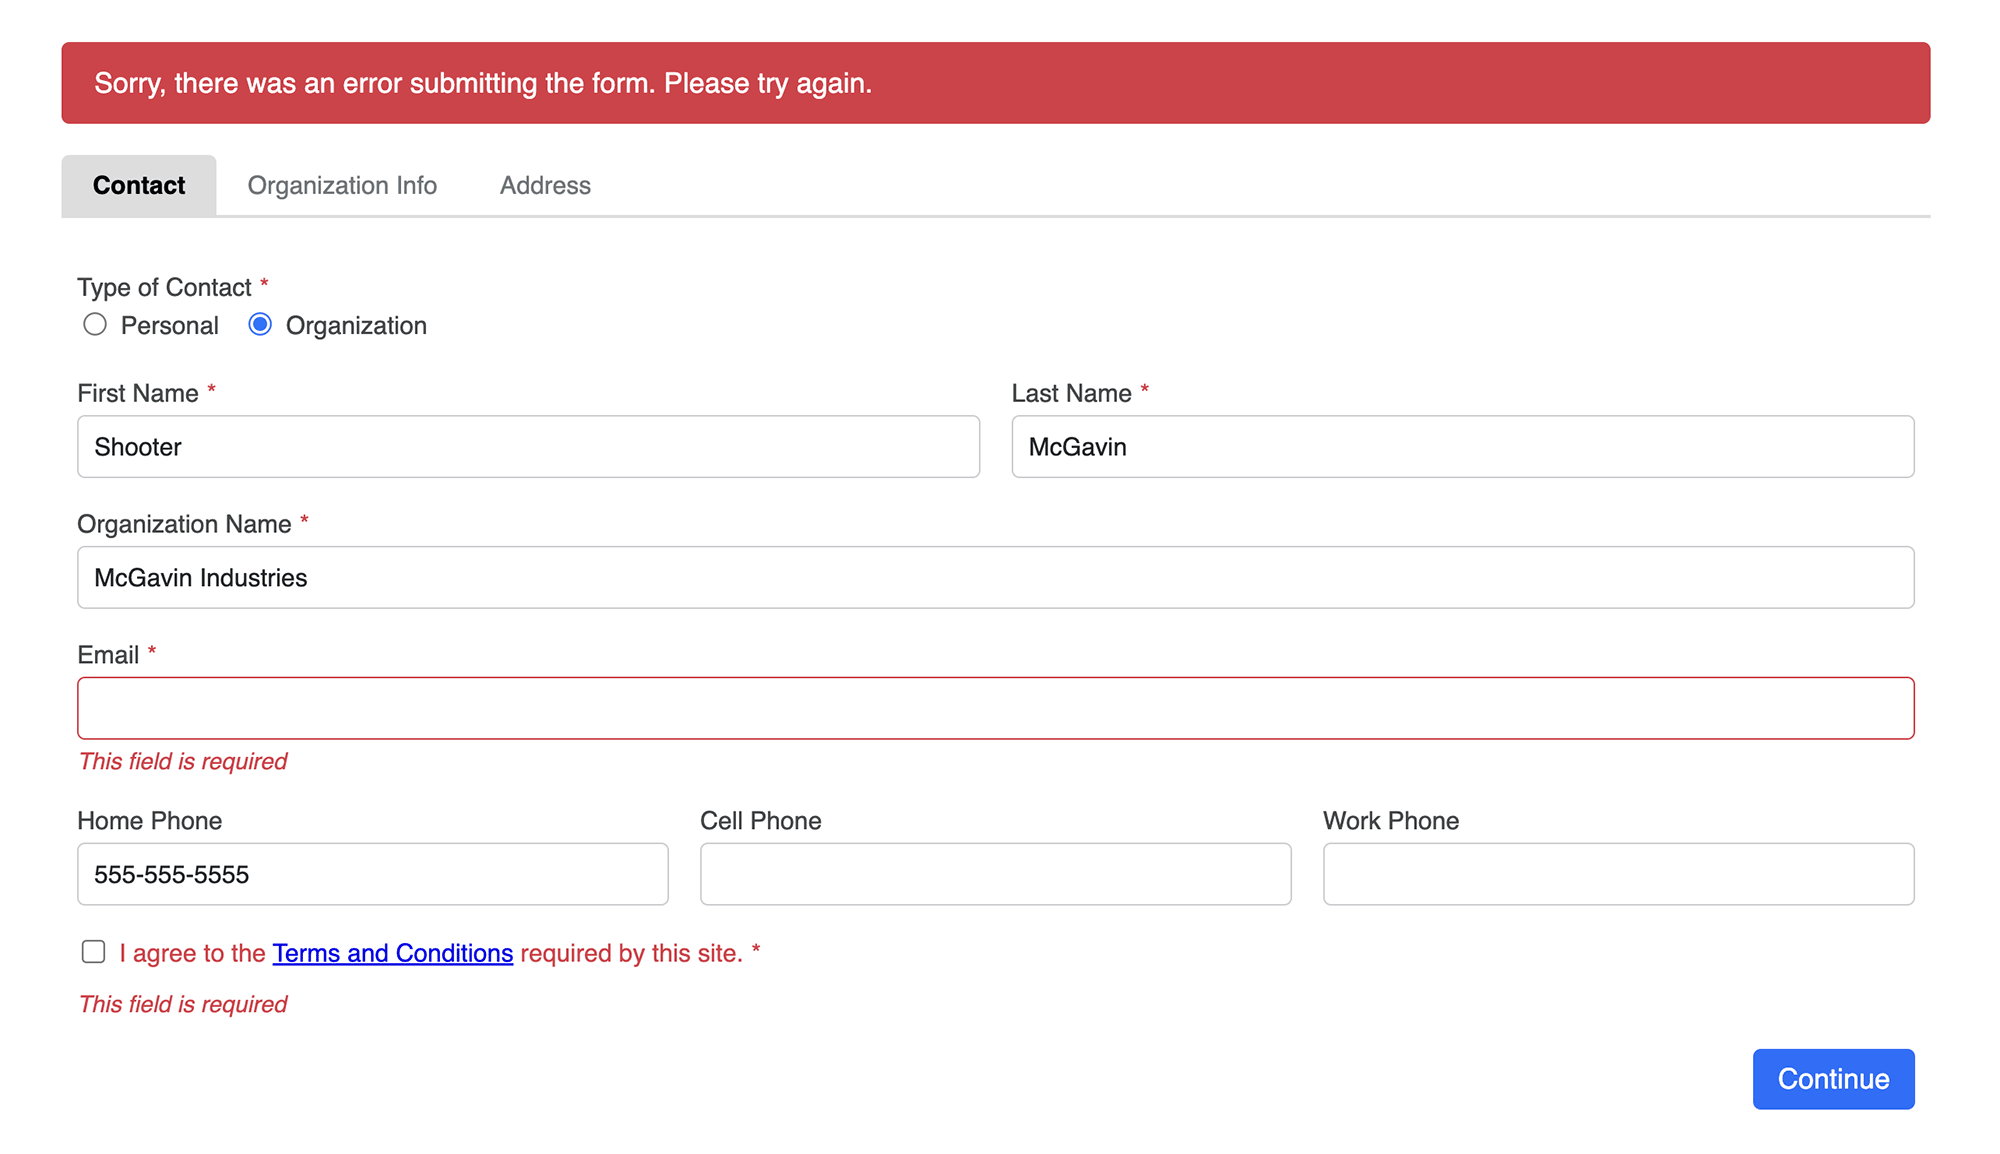 Sorry, there was an error submitting the form. Please try again.
Contact Organization Info Address
Type of Contact *
Personal Organization
First Name * Last Name *
Shooter McGavin
Organization Name *
McGavin Industries
Email *
This field is required
Home Phone Cell Phone Work Phone
555-555-5555
I agree to the Terms and Conditions required by this site. *
This field is required
Continue